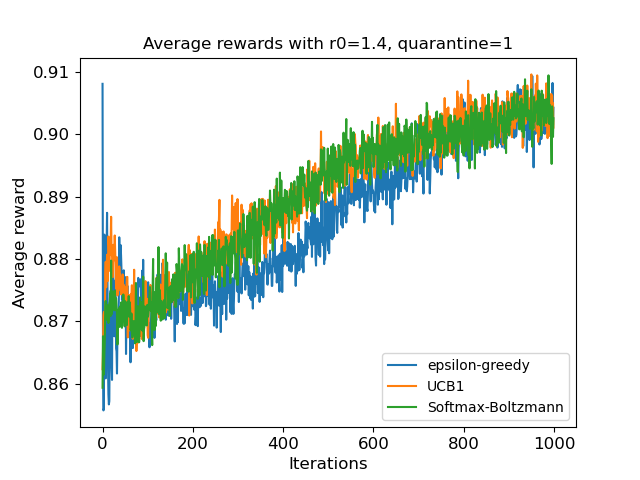 Average rewards with r0=1.4, quarantine=1
Average reward
0.91
0.90
0.89
0.88
0.87
0.86
0
200
400
600
800
1000
Iterations
epsilon-greedy
UCB1
Softmax-Boltzmann